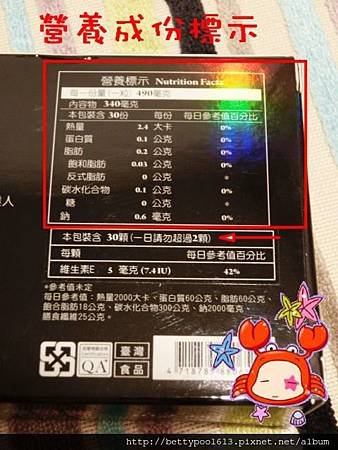 營養成份標示
營養標示 Nutrition Facts
每一份量(一粒) 490毫克
內容物 340毫克
本包裝含 30份 每份 每日參考值百分比
熱量 2.4 大卡 0%
蛋白質 0.1 公克 0%
脂肪 0.2 公克 0%
飽和脂肪 0.03 公克 0%
反式脂肪 0 公克 *
碳水化合物 0.1 公克 0%
糖 0 公克 *
鈉 0.6 毫克 0%
本包裝含 30顆(一日請勿超過2顆)
每顆 每日參考值百分比
維生素E 5 毫克 (7.4 IU) 42%
*參考值未定
每日參考值：熱量2000大卡、蛋白質60公克、脂肪60公克、
飽合脂肪18公克、碳水化合物300公克、鈉2000毫克、
膳食纖維25公克。
QA
臺灣
食品
http://bettypool613.pixnet.net/album